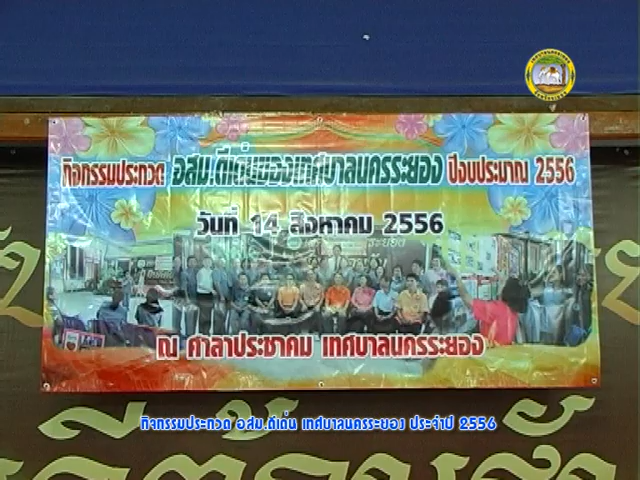 กิจกรรมประกวด อสม.ดีเด่นของเทศบาลนครระยอง ปีงบประมาณ 2556
วันที่ 14 สิงหาคม 2556
ณ ศาลาประชาคม เทศบาลนครระยอง
กิจกรรมประกวด อสม.ดีเด่น เทศบาลนครระยอง ประจำปี 2556